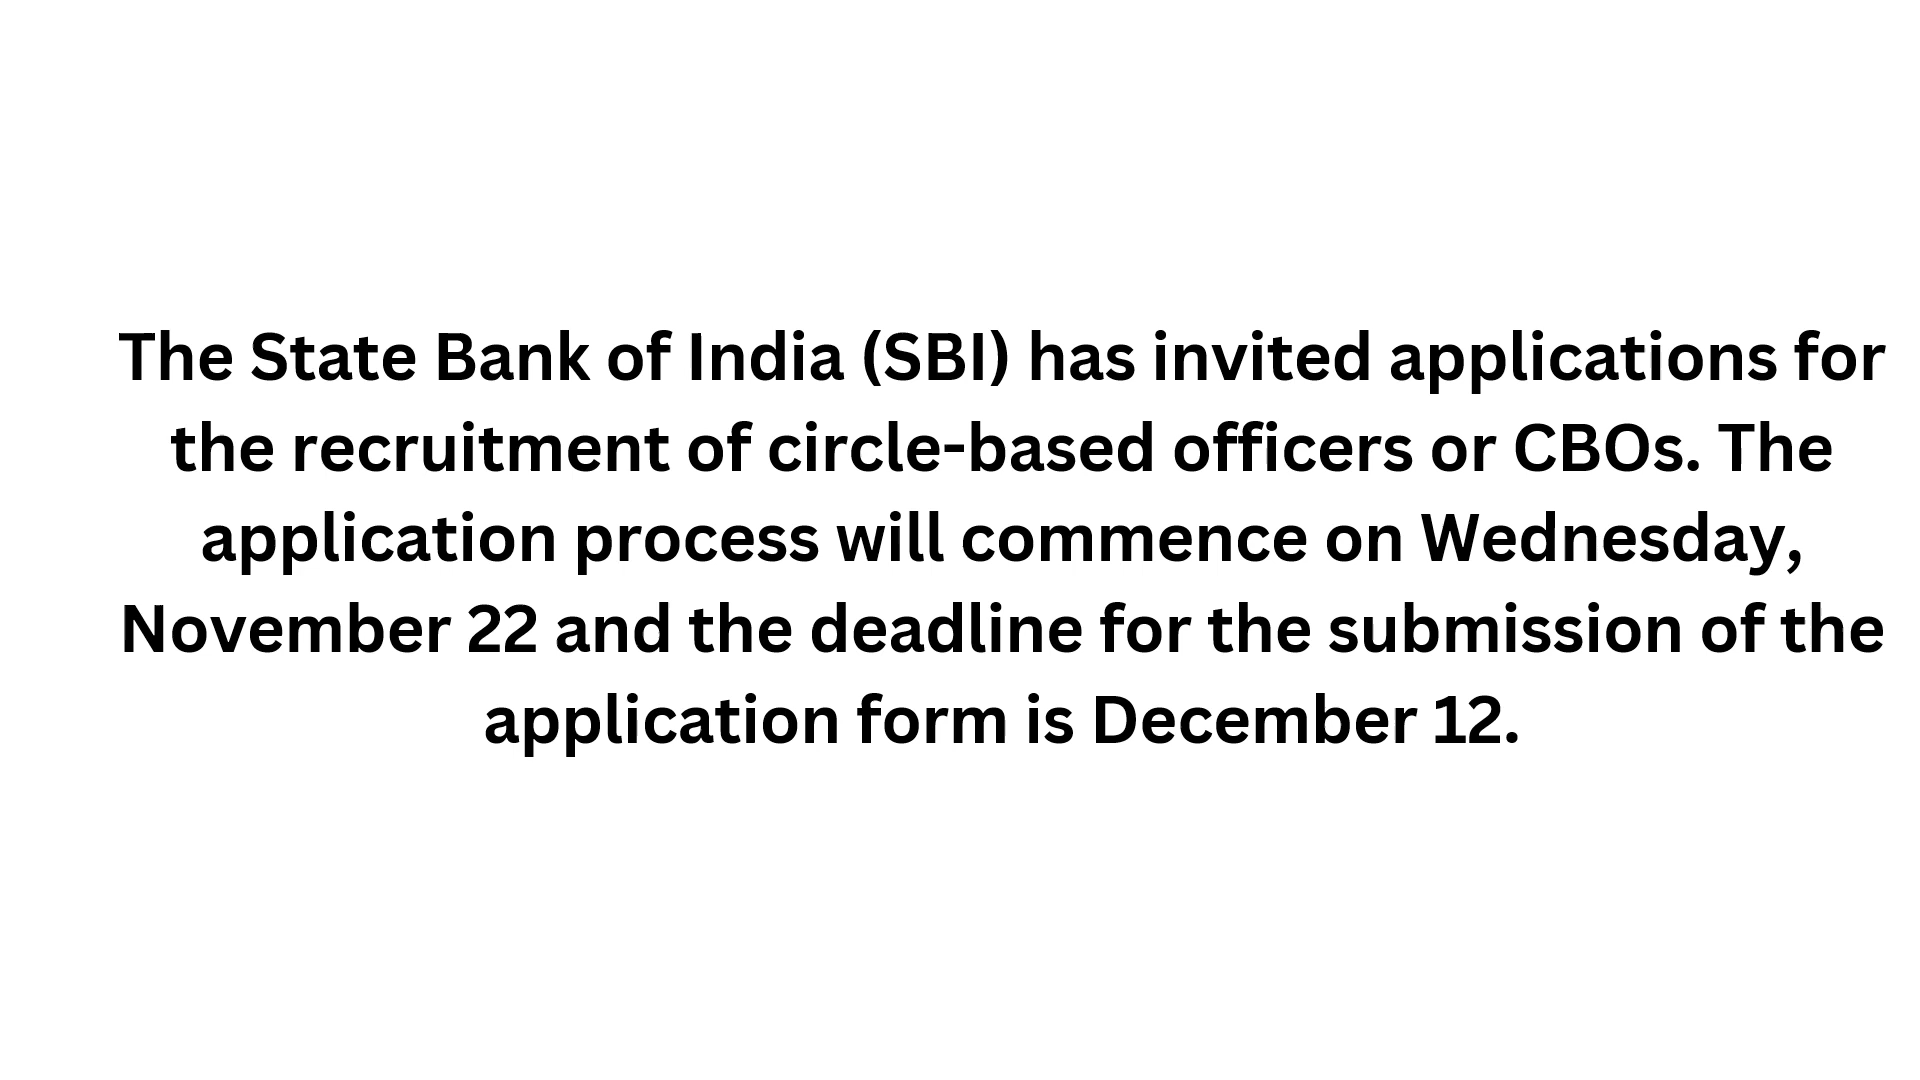 The State Bank of India (SBI) has invited applications for
the recruitment of circle-based officers or CBOs. The
application process will commence on Wednesday,
November 22 and the deadline for the submission of the
application form is December 12.